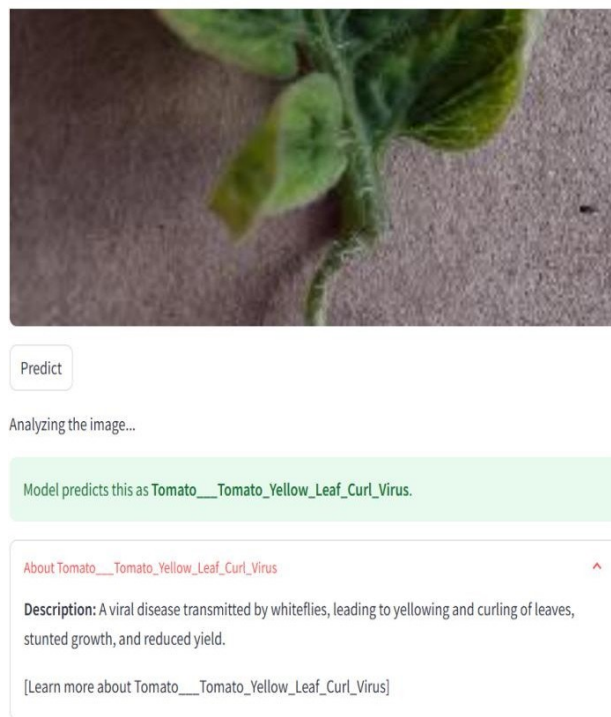 Predict
Analyzing the image...
Model predicts this as Tomato___Tomato_Yellow_Leaf_Curl_Virus.
About Tomato___Tomato_Yellow_Leaf_Curl_Virus
Description: A viral disease transmitted by whiteflies, leading to yellowing and curling of leaves,
stunted growth, and reduced yield.
[Learn more about Tomato___Tomato_Yellow_Leaf_Curl_Virus]